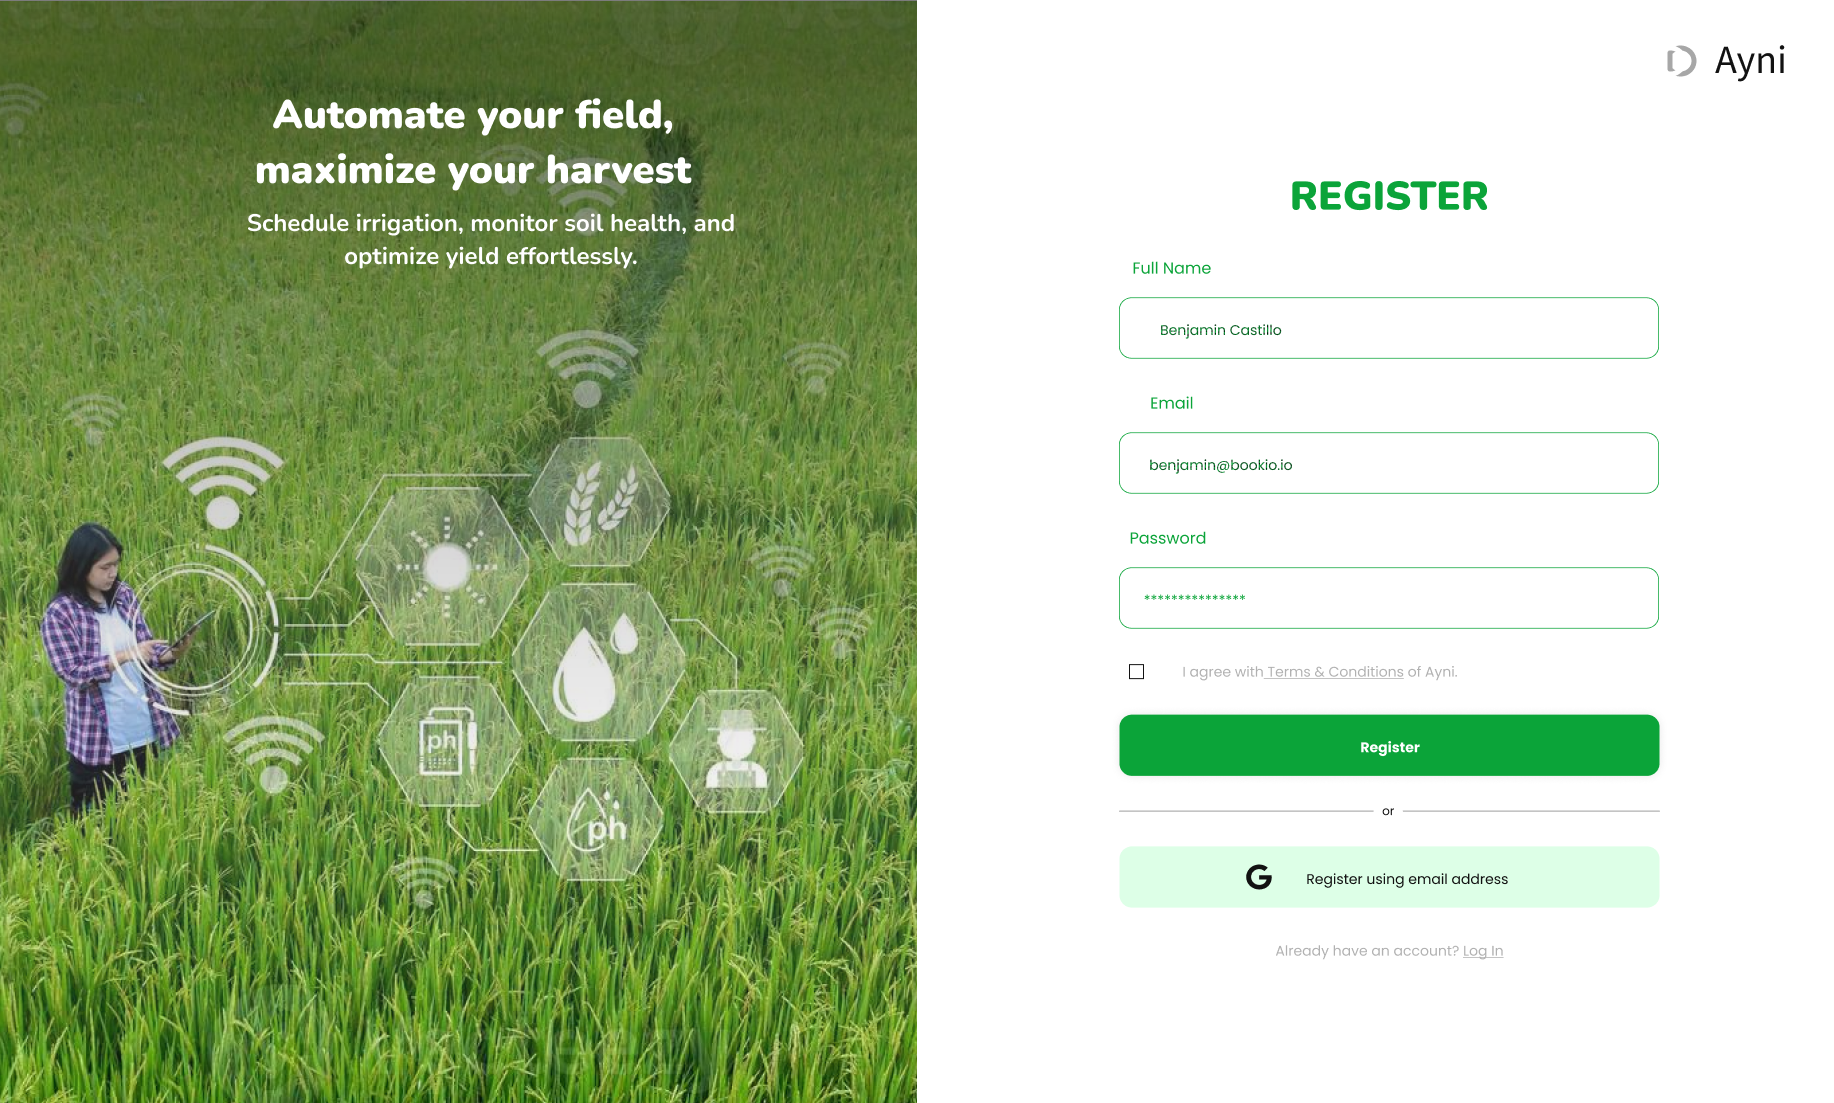 Automate your field,
maximize your harvest
Schedule irrigation, monitor soil health, and
optimize yield effortlessly.
ph
ph
Ayni
REGISTER
Full Name
Benjamin Castillo
Email
benjamin@bookio.io
Password
***************
I agree with Terms & Conditions of Ayni.
Register
or
G Register using email address
Already have an account? Log In